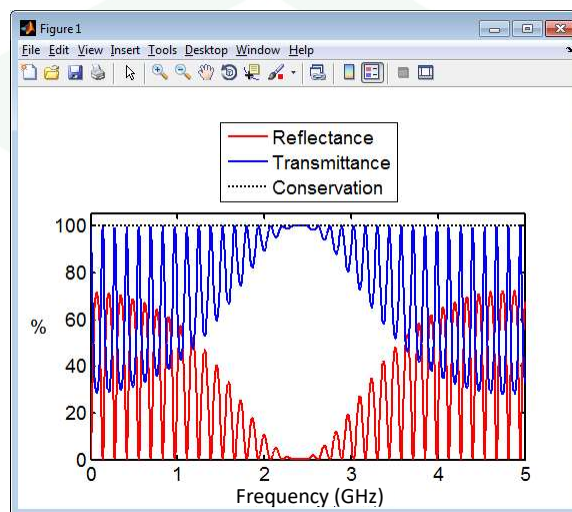 Figure 1
File Edit View Insert Tools Desktop Window Help
Reflectance
Transmittance
Conservation
100
80
60
40
20
0
%
0 1 2 3 4 5
Frequency (GHz)